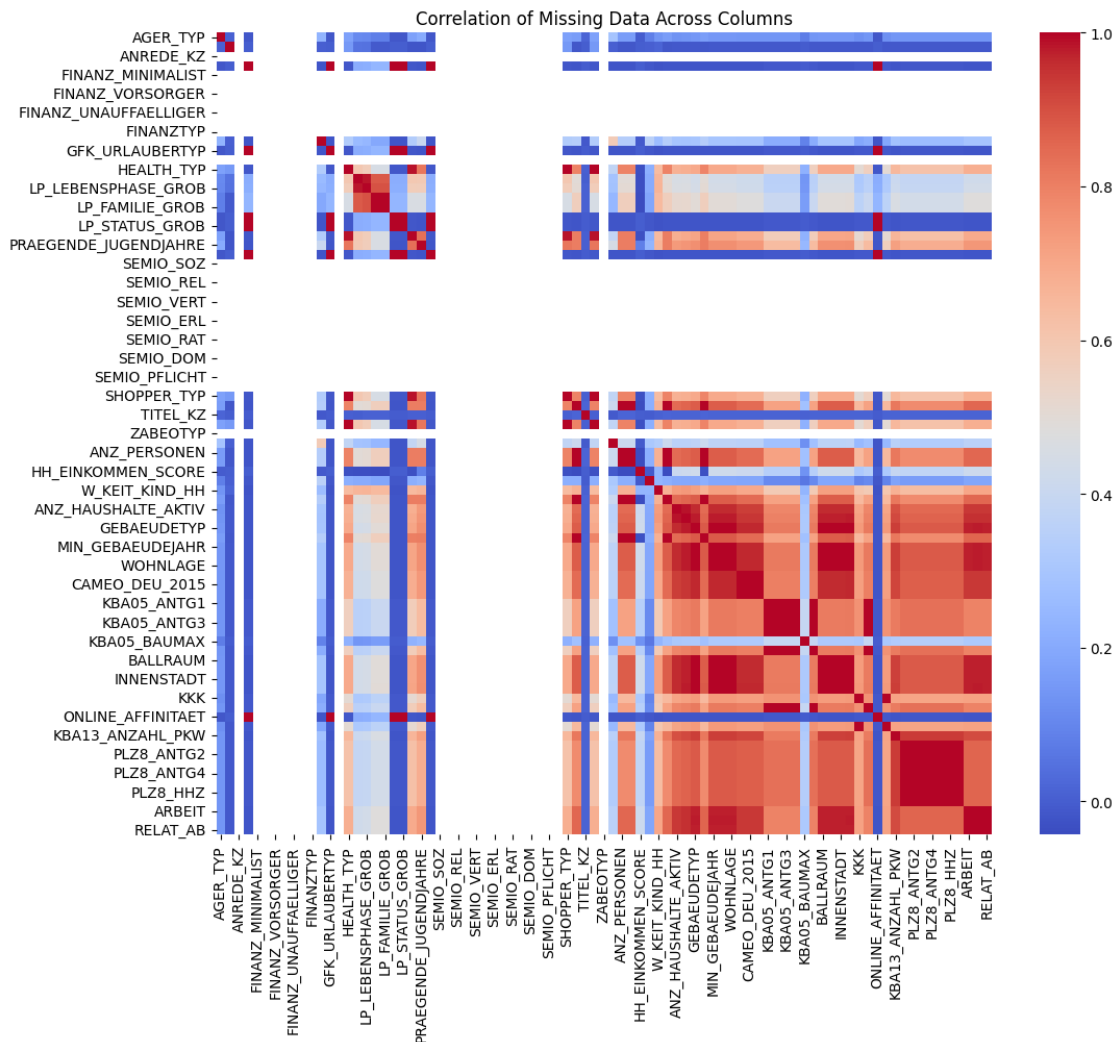 Correlation of Missing Data Across Columns
AGER_TYP
ANREDE_KZ
FINANZ_MINIMALIST
FINANZ_VORSORGER
FINANZ_UNAUFFAELLIGER
FINANZTYP
GFK_URLAUBERTYP
HEALTH_TYP
LP_LEBENSPHASE_GROB
LP_FAMILIE_GROB
LP_STATUS_GROB
PRAEGENDE_JUGENDJAHRE
SEMIO_SOZ
SEMIO_REL
SEMIO_VERT
SEMIO_ERL
SEMIO_RAT
SEMIO_DOM
SEMIO_PFLICHT
SHOPPER_TYP
TITEL_KZ
ZABEOTYP
ANZ_PERSONEN
HH_EINKOMMEN_SCORE
W_KEIT_KIND_HH
ANZ_HAUSHALTE_AKTIV
GEBAEUDETYP
MIN_GEBAEUDEJAHR
WOHNLAGE
CAMEO_DEU_2015
KBA05_ANTG1
KBA05_ANTG3
KBA05_BAUMAX
BALLRAUM
INNENSTADT
KKK
ONLINE_AFFINITAET
KBA13_ANZAHL_PKW
PLZ8_ANTG2
PLZ8_ANTG4
PLZ8_HHZ
ARBEIT
RELAT_AB
AGER_TYP
ANREDE_KZ
FINANZ_MINIMALIST
FINANZ_VORSORGER
FINANZ_UNAUFFAELLIGER
FINANZTYP
GFK_URLAUBERTYP
HEALTH_TYP
LP_LEBENSPHASE_GROB
LP_FAMILIE_GROB
LP_STATUS_GROB
PRAEGENDE_JUGENDJAHRE
SEMIO_SOZ
SEMIO_REL
SEMIO_VERT
SEMIO_ERL
SEMIO_RAT
SEMIO_DOM
SEMIO_PFLICHT
SHOPPER_TYP
TITEL_KZ
ZABEOTYP
ANZ_PERSONEN
HH_EINKOMMEN_SCORE
W_KEIT_KIND_HH
ANZ_HAUSHALTE_AKTIV
GEBAEUDETYP
MIN_GEBAEUDEJAHR
WOHNLAGE
CAMEO_DEU_2015
KBA05_ANTG1
KBA05_ANTG3
KBA05_BAUMAX
BALLRAUM
INNENSTADT
KKK
ONLINE_AFFINITAET
KBA13_ANZAHL_PKW
PLZ8_ANTG2
PLZ8_ANTG4
PLZ8_HHZ
ARBEIT
RELAT_AB
1.0
0.8
0.6
0.4
0.2
0.0